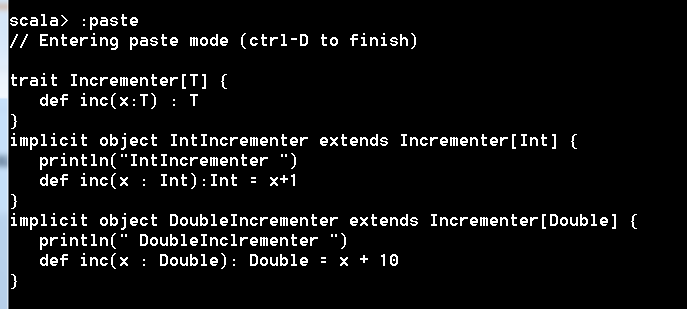 scala> :paste
// Entering paste mode (ctrl-D to finish)
trait Incrementer[T] {
def inc(x:T) : T
}
implicit object IntIncrementer extends Incrementer[Int] {
println("IntIncrementer ")
def inc(x : Int):Int = x+1
}
implicit object DoubleIncrementer extends Incrementer[Double] {
println(" DoubleInclrementer ")
def inc(x : Double): Double = x + 10
}